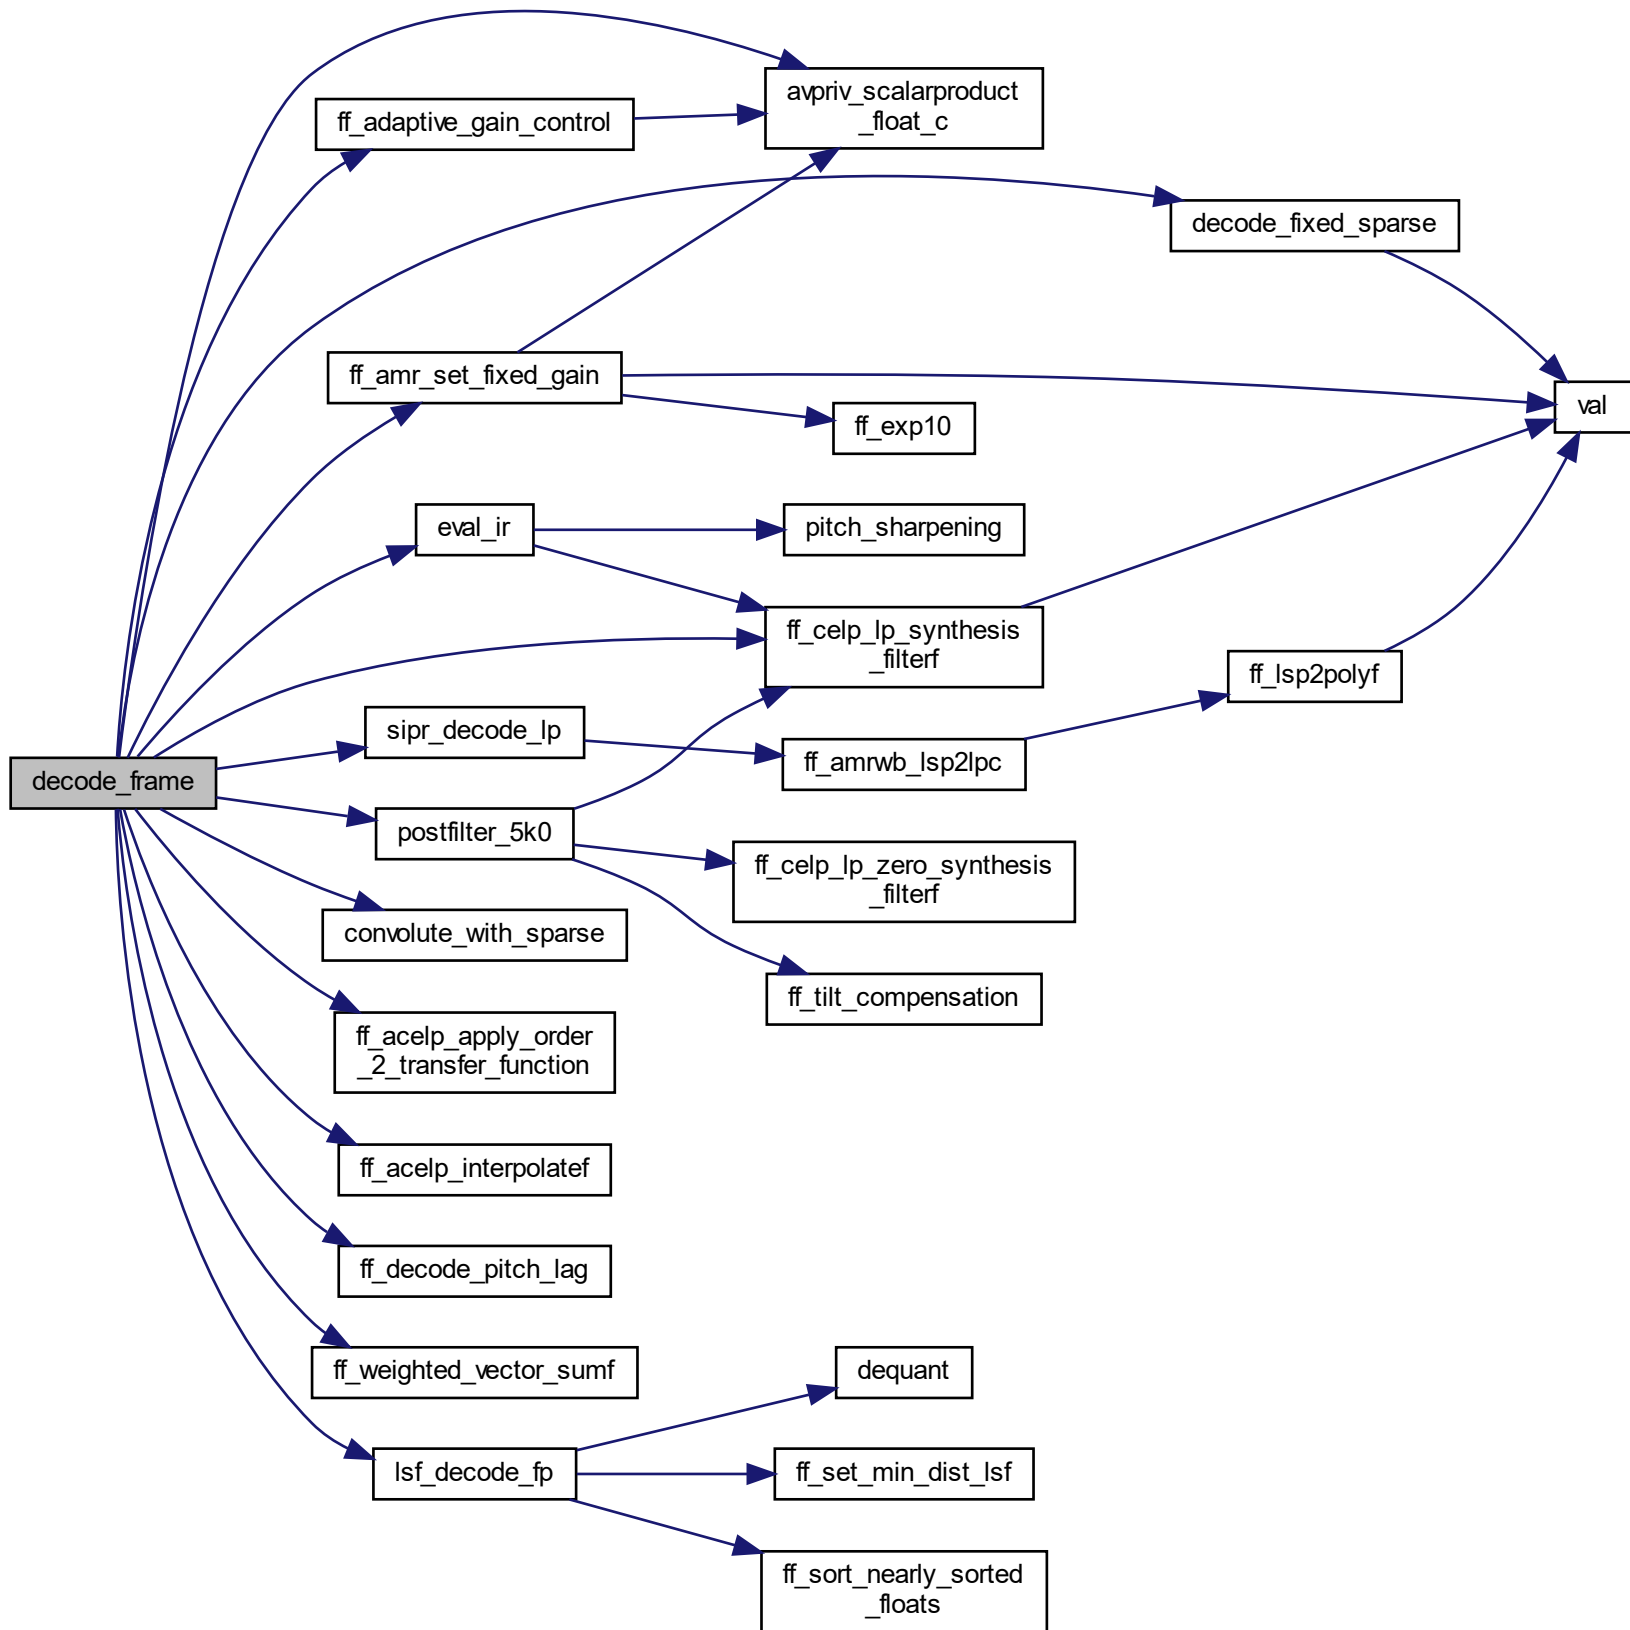 avpriv_scalarproduct
_float_c
ff_adaptive_gain_control
decode_fixed_sparse
ff_amr_set_fixed_gain
val
ff_exp10
eval_ir
pitch_sharpening
ff_celp_lp_synthesis
_filterf
ff_lsp2polyf
sipr_decode_lp
ff_amrwb_lsp2lpc
decode_frame
postfilter_5k0
ff_celp_lp_zero_synthesis
_filterf
convolute_with_sparse
ff_tilt_compensation
ff_acelp_apply_order
_2_transfer_function
ff_acelp_interpolatef
ff_decode_pitch_lag
ff_weighted_vector_sumf
dequant
lsf_decode_fp
ff_set_min_dist_lsf
ff_sort_nearly_sorted
_floats